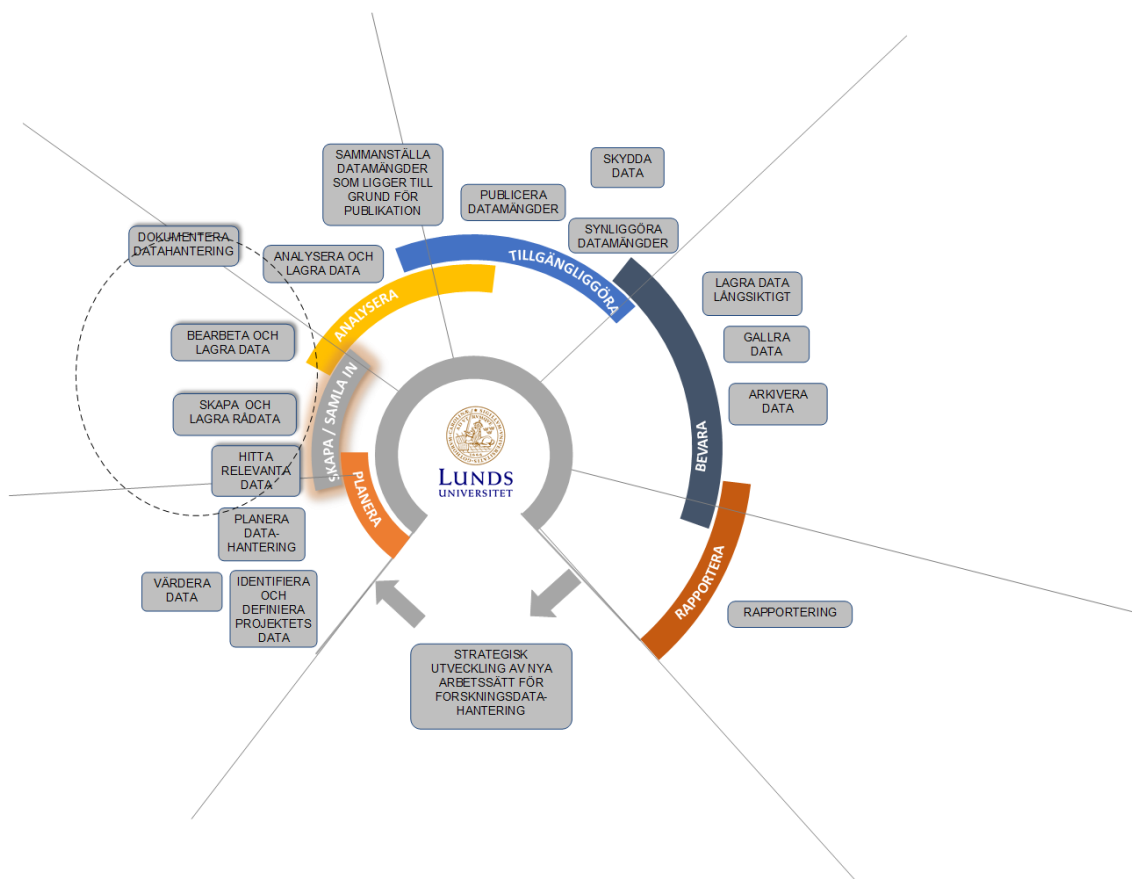 SAMMANSTÄLLA
DATAMÄNGDER
SOM LIGGER TILL
GRUND FÖR
PUBLIKATION
SKYDDA
DATA
PUBLICERA
DATAMÄNGDER
SYNLIGGÖRA
DATAMÄNGDER
DOKUMENTERA
DATAHANTERING
ANALYSERA OCH
LAGRA DATA
TILLGÄNGLIGGÖRA
LAGRA DATA
LÅNGSIKTIGT
ANALYSERA
BEARBETA OCH
LAGRA DATA
GALLRA
DATA
SKAPA / SAMLA IN
SKAPA OCH
LAGRA RÅDATA
ARKIVERA
DATA
BEVARA
HITTA
RELEVANTA
DATA
PLANERA
LUNDS
UNIVERSITET
PLANERA
DATA-
HANTERING
VÄRDERA
DATA
IDENTIFIERA
OCH
DEFINIERA
PROJEKTETS
DATA
RAPPORTERA
RAPPORTERING
STRATEGISK
UTVECKLING AV NYA
ARBETSSÄTT FÖR
FORSKNINGSDATA-
HANTERING